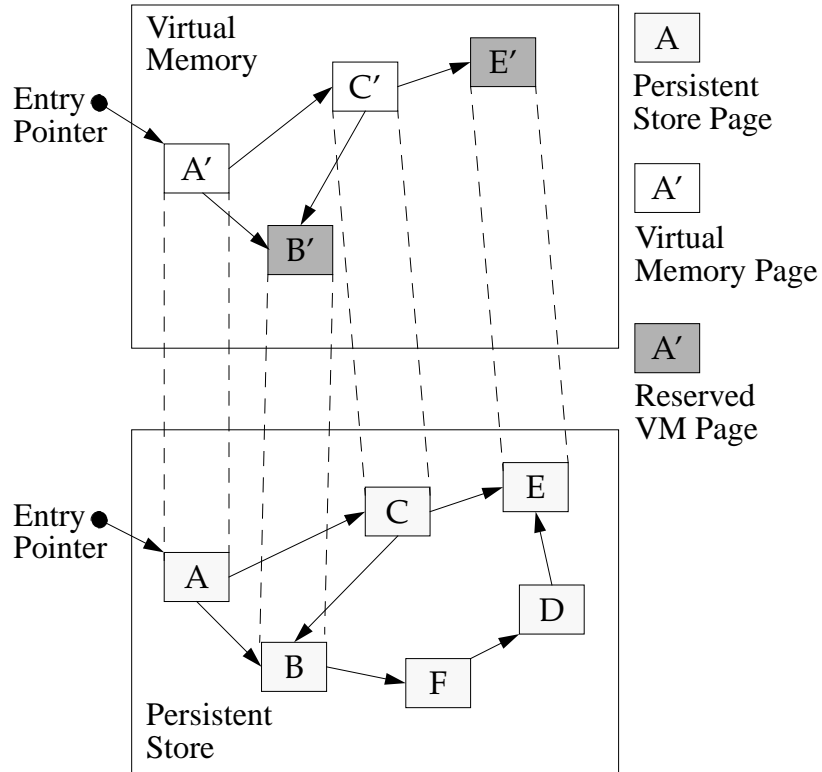 Virtual
Memory
Entry
Pointer
A′
C′
E′
B′
A
Persistent
Store Page
A′
Virtual
Memory Page
A′
Reserved
VM Page
Entry
Pointer
A
C
E
B
F
D
Persistent
Store